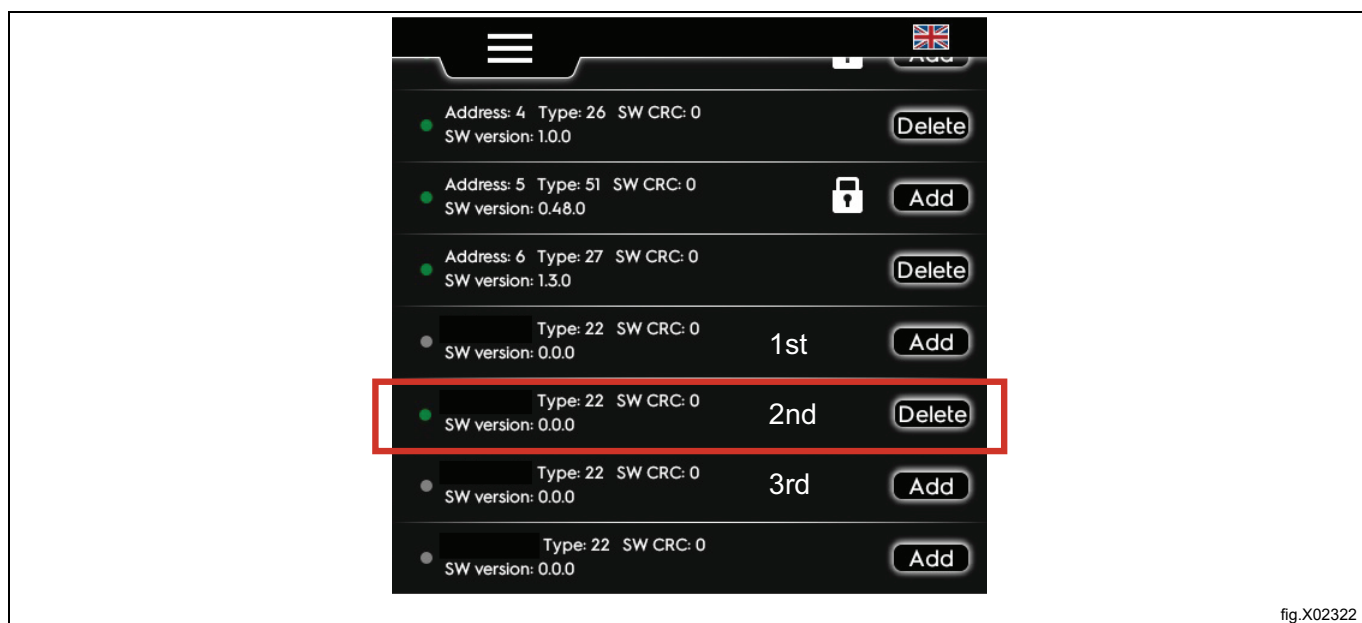 Add
Address: 4 Type: 26 SW CRC: 0
SW version: 1.0.0
Delete
Address: 5 Type: 51 SW CRC: 0
SW version: 0.48.0
Add
Address: 6 Type: 27 SW CRC: 0
SW version: 1.3.0
Delete
Type: 22 SW CRC: 0
SW version: 0.0.0
1st
Add
Type: 22 SW CRC: 0
SW version: 0.0.0
2nd
Delete
Type: 22 SW CRC: 0
SW version: 0.0.0
3rd
Add
Type: 22 SW CRC: 0
SW version: 0.0.0
Add
fig.X02322